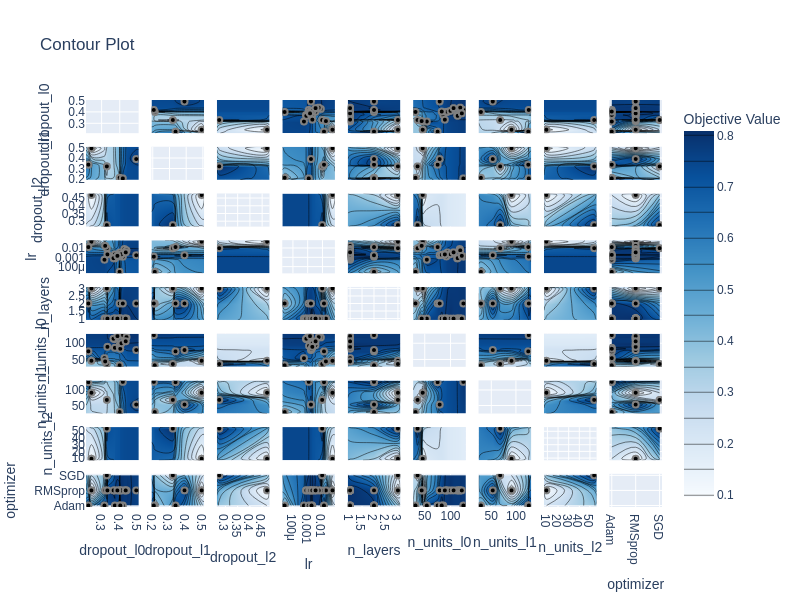 Contour Plot
Objective Value
0.8
0.7
0.6
0.5
0.4
0.3
0.2
0.1
dropout_l0
0.5
0.4
0.3
dropout_l1
0.5
0.4
0.3
0.2
dropout_l2
0.45
0.4
0.35
0.3
lr
0.01
0.001
100μ
n_layers
3
2.5
2
1.5
1
n_units_l0
100
50
n_units_l1
100
50
n_units_l2
50
40
30
20
10
optimizer
SGD
RMSprop
Adam
0.3
0.4
0.5
dropout_l0
0.2
0.3
0.4
0.5
dropout_l1
0.3
0.35
0.4
0.45
dropout_l2
100μ
0.001
0.01
lr
1
1.5
2
2.5
3
n_layers
50
100
n_units_l0
50
100
n_units_l1
10
20
30
40
50
n_units_l2
Adam
RMSprop
SGD
optimizer